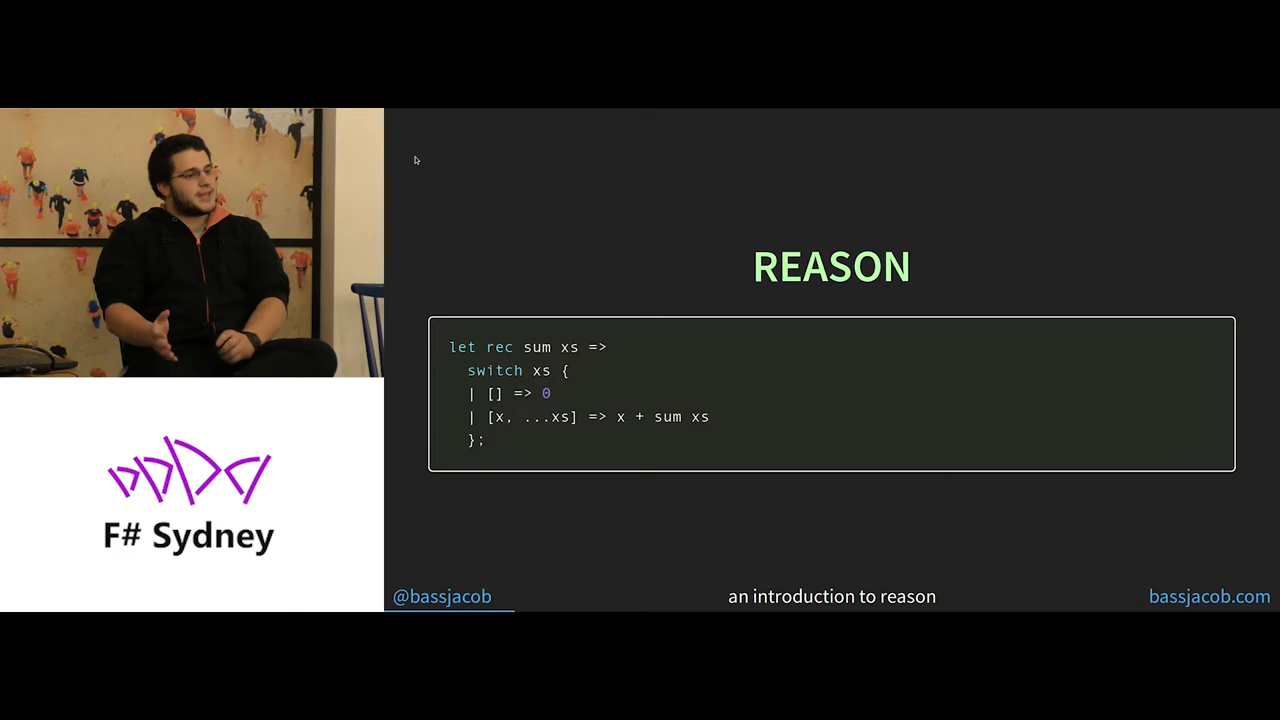 REASON
let rec sum xs =>
  switch xs {
  | [] => 0
  | [x, ...xs] => x + sum xs
  };
F# Sydney
@bassjacob
an introduction to reason
bassjacob.com